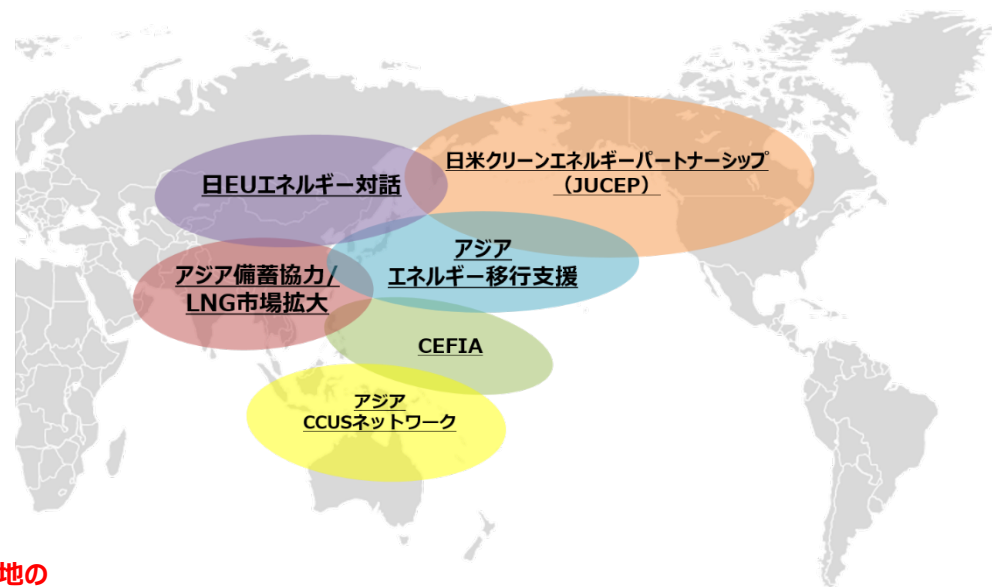 日米クリーンエネルギーパートナーシップ
（JUCEP）
日EUエネルギー対話
アジア
エネルギー移行支援
アジア備蓄協力/
LNG市場拡大
CEFIA
アジア
CCUSネットワーク
地の